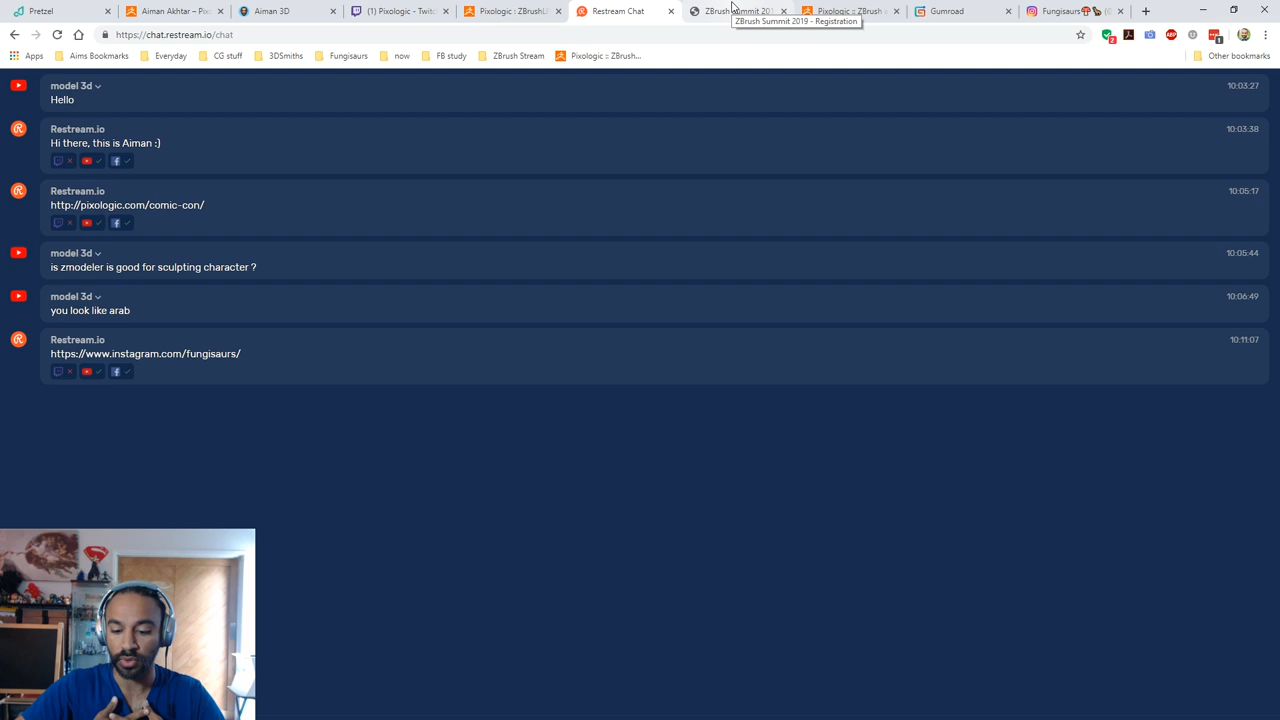 Pretzel
Aiman Akhtar – Pix
Aiman 3D
(1) Pixologic - Twitc
Pixologic : ZBrushL
Restream Chat
ZBrush Summit 201
Pixologic :: ZBrush
Gumroad
Fungisaurs
ZBrush Summit 2019 - Registration
https://chat.restream.io/chat
Apps
Aims Bookmarks
Everyday
CG stuff
3DSmiths
Fungisaurs
now
FB study
ZBrush Stream
Pixologic :: ZBrush...
Other bookmarks
model 3d
10:03:27
Hello
Restream.io
10:03:38
Hi there, this is Aiman :)
Restream.io
10:05:17
http://pixologic.com/comic-con/
model 3d
10:05:44
is zmodeler is good for sculpting character ?
model 3d
10:06:49
you look like arab
Restream.io
10:11:07
https://www.instagram.com/fungisaurs/